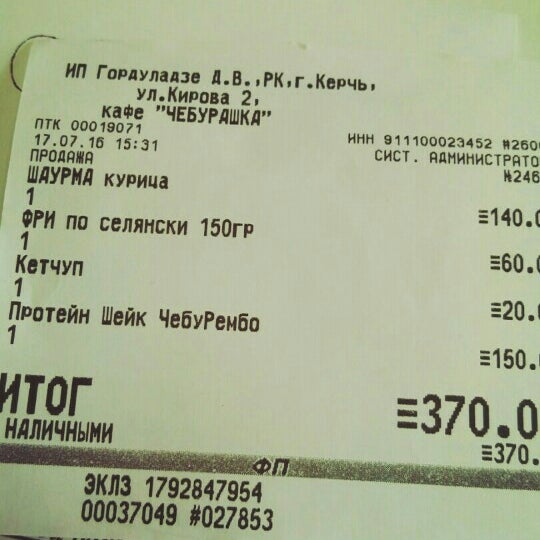 ИП Гордуладзе Д.В.,РК,г.Керчь,
ул.Кирова 2,
кафе "ЧЕБУРАШКА"
ПТК 00019071
ИНН 911100023452 #2600
17.07.16 15:31
СИСТ. АДМИНИСТРАТО
ПРОДАЖА
№246
ШАУРМА курица
1
≡140.0
ФРИ по селянски 150гр
1
≡60.0
Кетчуп
1
≡20.0
Протейн Шейк ЧебуРембо
1
≡150.0
ИТОГ ≡370.0
НАЛИЧНЫМИ ≡370.
ФП
ЭКЛЗ 1792847954
00037049 #027853